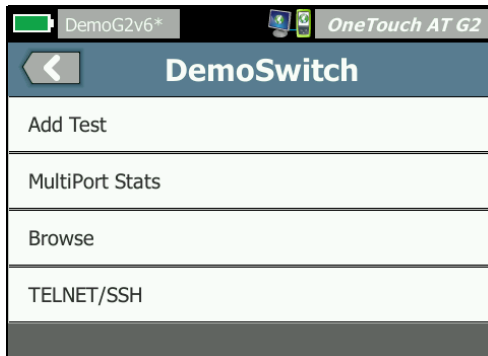 DemoG2v6*
OneTouch AT G2
DemoSwitch
Add Test
MultiPort Stats
Browse
TELNET/SSH